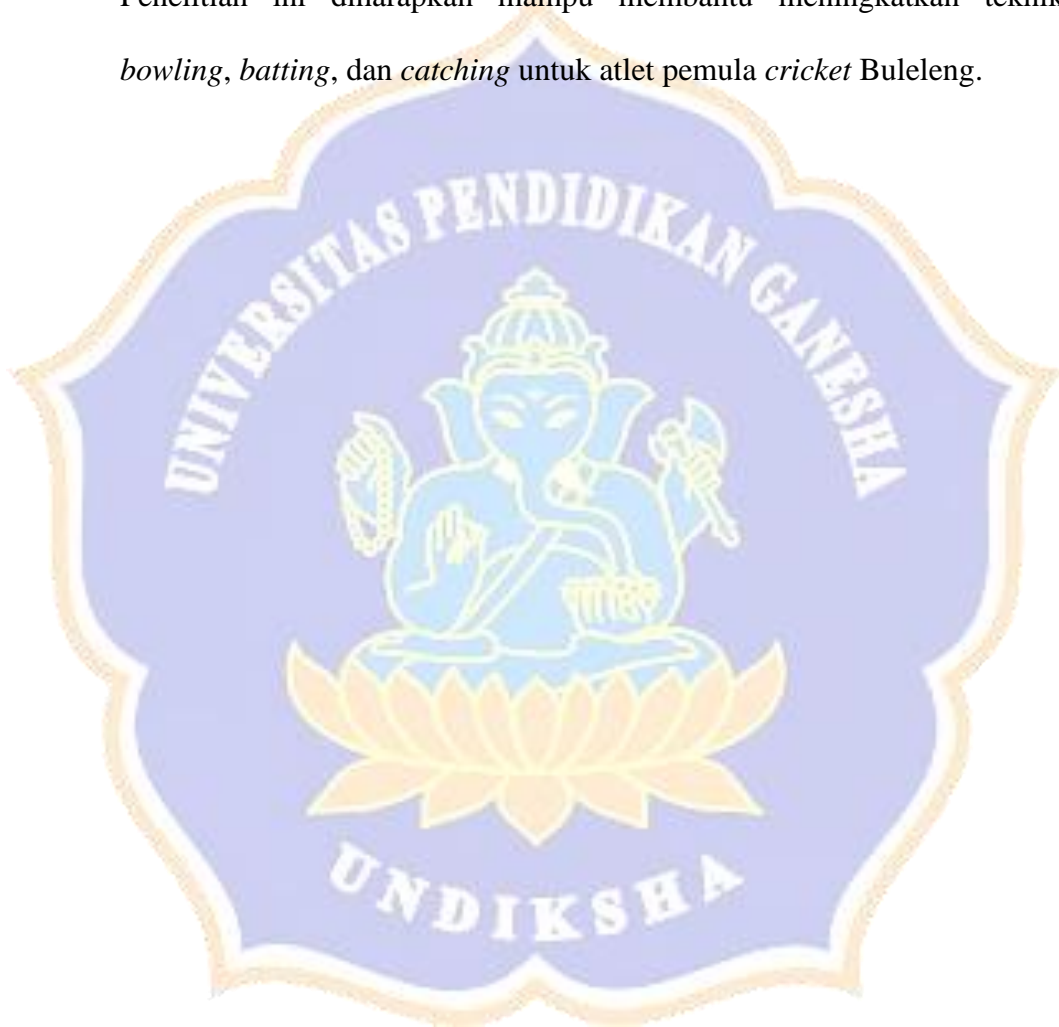 Penelitian ini diharapkan mampu membantu meningkatkan teknik
bowling, batting, dan catching untuk atlet pemula cricket Buleleng.
UNIVERSITAS PENDIDIKAN GANESHA
UNDIKSHA